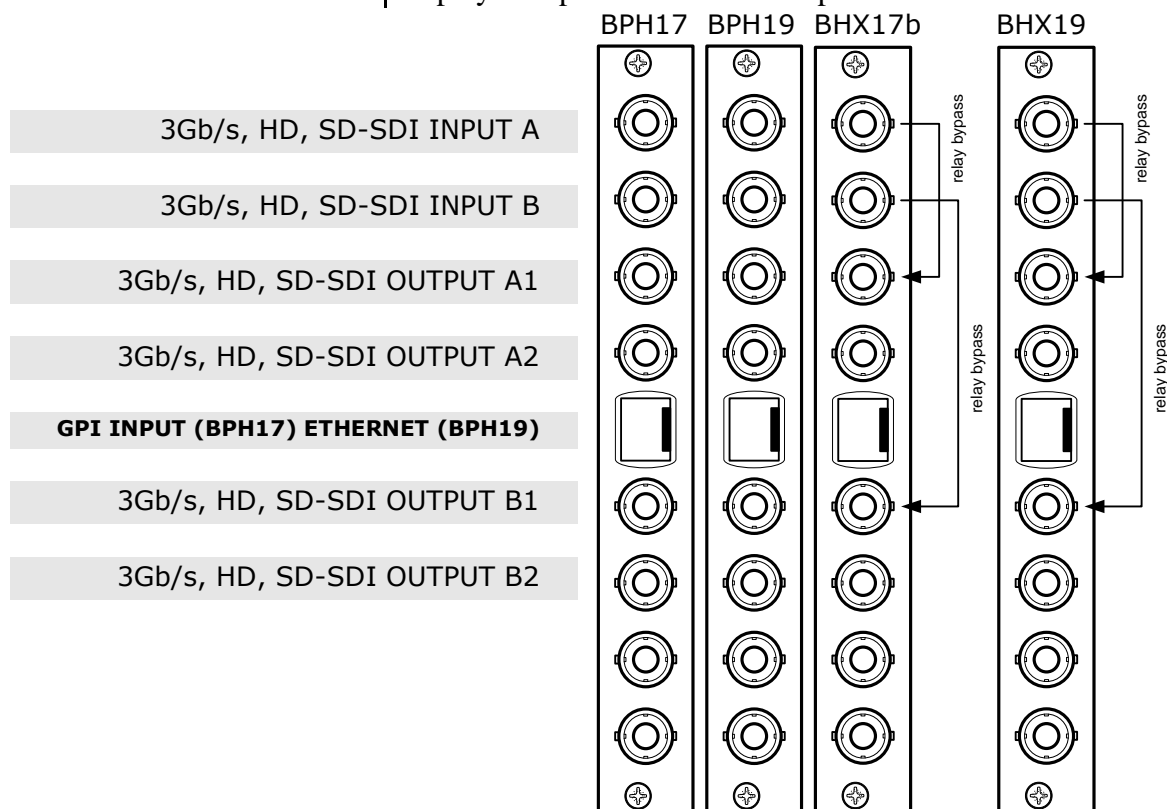 BPH17 BPH19 BHX17b BHX19
3Gb/s, HD, SD-SDI INPUT A
3Gb/s, HD, SD-SDI INPUT B
3Gb/s, HD, SD-SDI OUTPUT A1
3Gb/s, HD, SD-SDI OUTPUT A2
GPI INPUT (BPH17) ETHERNET (BPH19)
3Gb/s, HD, SD-SDI OUTPUT B1
3Gb/s, HD, SD-SDI OUTPUT B2
relay bypass
relay bypass
relay bypass
relay bypass